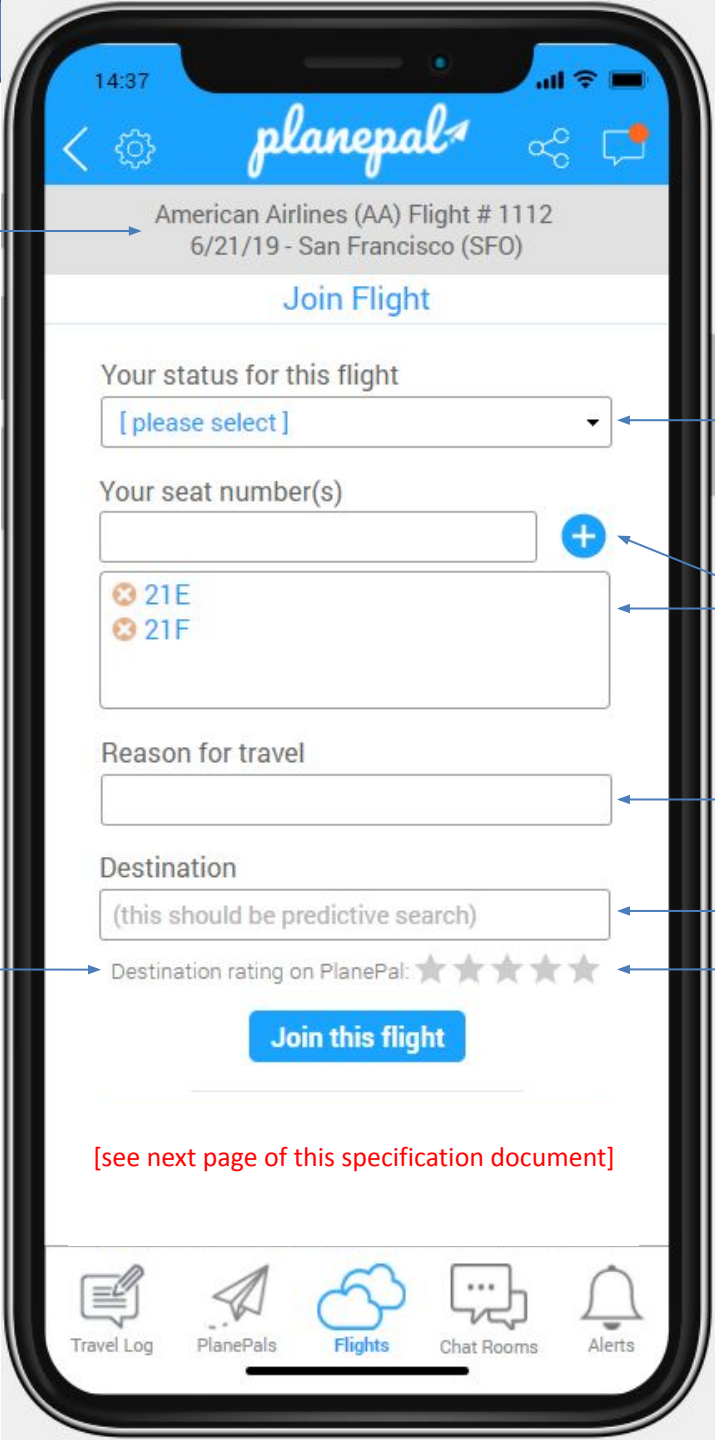 14:37
planepal
American Airlines (AA) Flight # 1112
6/21/19 - San Francisco (SFO)
Join Flight
Your status for this flight
[ please select ]
Your seat number(s)
21E
21F
Reason for travel
Destination
(this should be predictive search)
Destination rating on PlanePal:
Join this flight
[see next page of this specification document]
Travel Log
PlanePals
Flights
Chat Rooms
Alerts